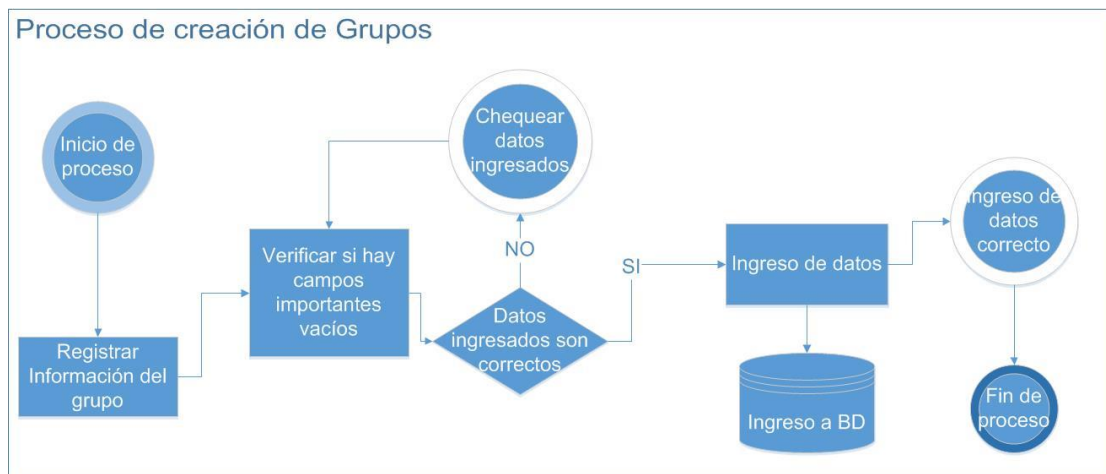 Proceso de creación de Grupos
Inicio de
proceso
Registrar
Información del
grupo
Verificar si hay
campos
importantes
vacíos
Chequear
datos
ingresados
NO
Datos
ingresados son
correctos
SI
Ingreso de datos
Ingreso a BD
Ingreso de
datos
correcto
Fin de
proceso